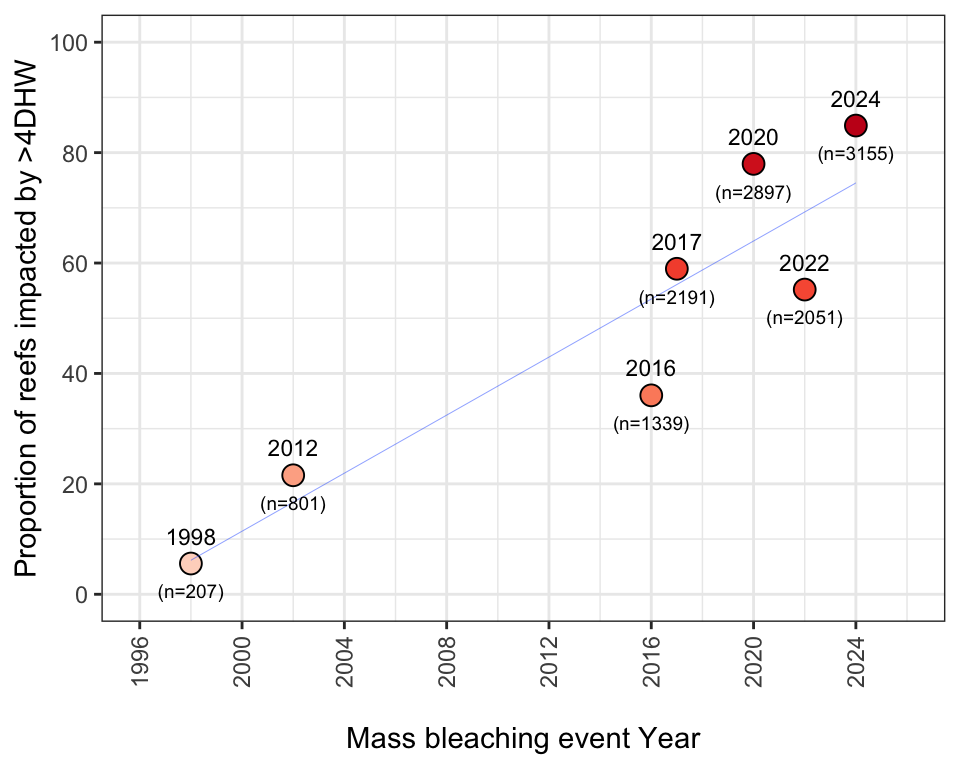 100
80
60
40
20
0
Proportion of reefs impacted by >4DHW
2024
(n=3155)
2020
(n=2897)
2017
(n=2191)
2022
(n=2051)
2016
(n=1339)
2012
(n=801)
1998
(n=207)
1996
2000
2004
2008
2012
2016
2020
2024
Mass bleaching event Year